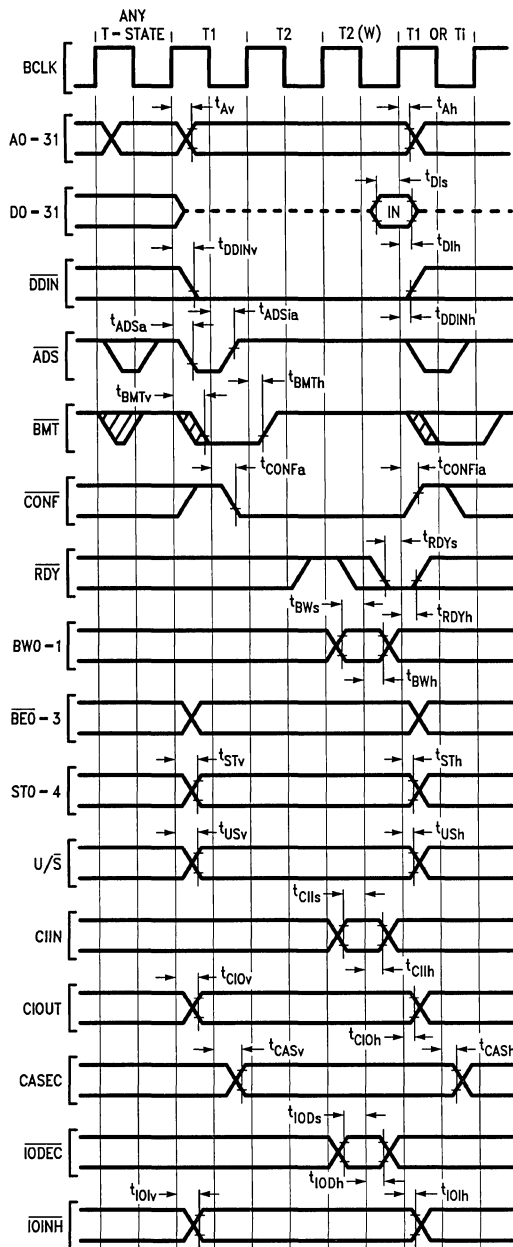 ANY
T – STATE T1 T2 T2 (W) T1 OR Ti
BCLK
tAv tAh
A0 – 31
tDIs
D0 – 31 IN
tDIh
tDDINv
DDIN
tADSa tADSia tDDINh
ADS
tBMTv tBMTh
BMT
tCONFa tCONFia
CONF
tRDYs
RDY
tBWs tRDYh
BW0 – 1
tBWh
BE0 – 3
tSTv tSTh
ST0 – 4
tUSv tUSh
U/S
tCIIs
CIIN
tCIIh
tCIOv
CIOUT
tCIOh
tCASv tCASh
CASEC
tIODs
IODEC
tIODh
tIOIv tIOIh
IOINH